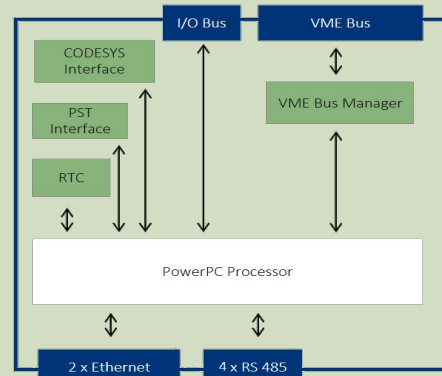 I/O Bus
VME Bus
CODESYS
Interface
VME Bus Manager
PST
Interface
RTC
PowerPC Processor
2 x Ethernet
4 x RS 485